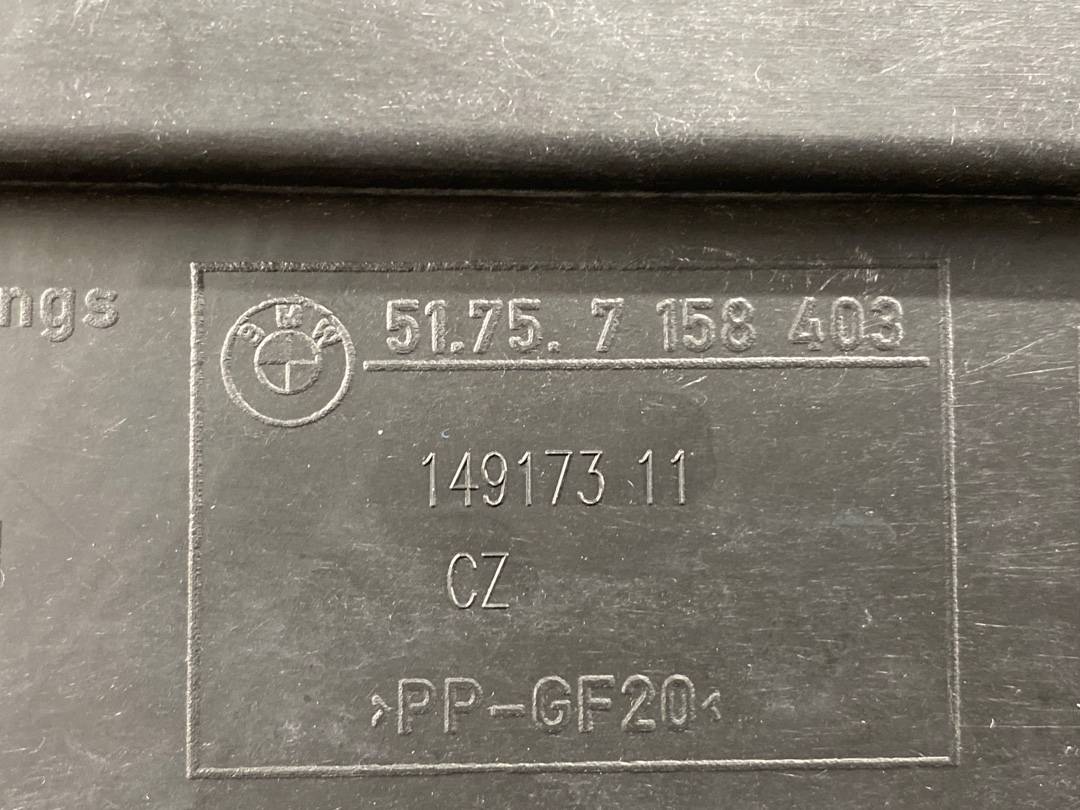 ngs
BMW
51.75. 7 158 403
149173 11
CZ
>PP-GF20<